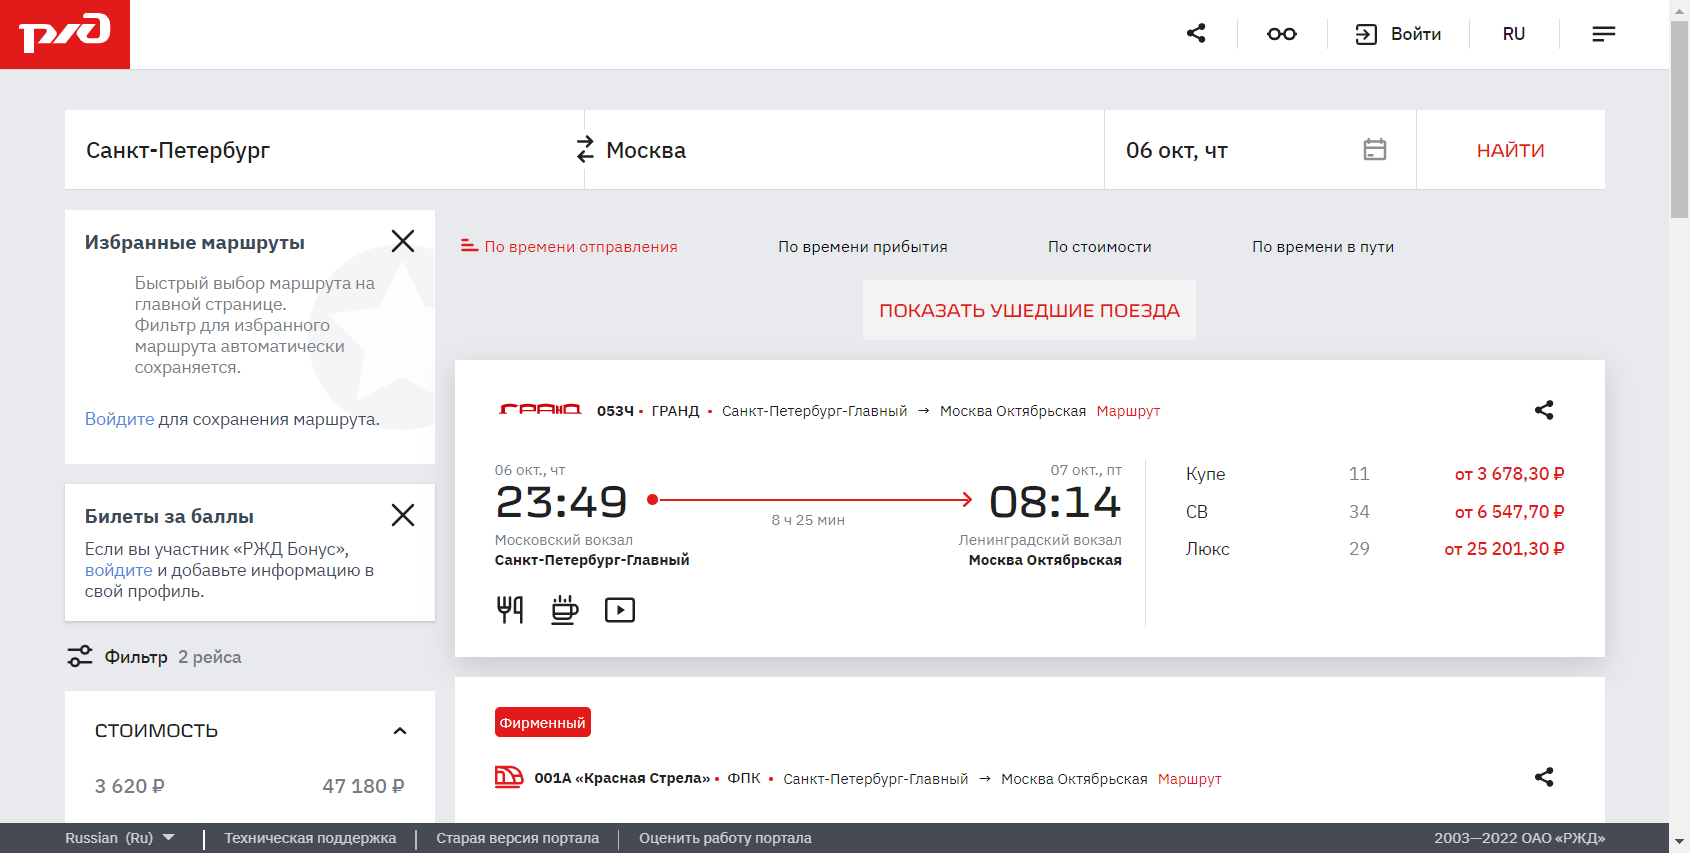 РЖД
Войти
RU
Санкт-Петербург
Москва
06 окт, чт
НАЙТИ
Избранные маршруты
Быстрый выбор маршрута на
главной странице.
Фильтр для избранного
маршрута автоматически
сохраняется.
Войдите для сохранения маршрута.
Билеты за баллы
Если вы участник «РЖД Бонус»,
войдите и добавьте информацию в
свой профиль.
Фильтр 2 рейса
СТОИМОСТЬ
3 620 ₽ 47 180 ₽
По времени отправления По времени прибытия По стоимости По времени в пути
ПОКАЗАТЬ УШЕДШИЕ ПОЕЗДА
ГРАНД 053Ч • ГРАНД • Санкт-Петербург-Главный → Москва Октябрьская Маршрут
06 окт., чт 07 окт., пт
23:49 08:14
8 ч 25 мин
Московский вокзал Ленинградский вокзал
Санкт-Петербург-Главный Москва Октябрьская
Купе 11 от 3 678,30 ₽
СВ 34 от 6 547,70 ₽
Люкс 29 от 25 201,30 ₽
Фирменный
001А «Красная Стрела» • ФПК • Санкт-Петербург-Главный → Москва Октябрьская Маршрут
Russian (Ru) Техническая поддержка Старая версия портала Оценить работу портала 2003—2022 ОАО «РЖД»